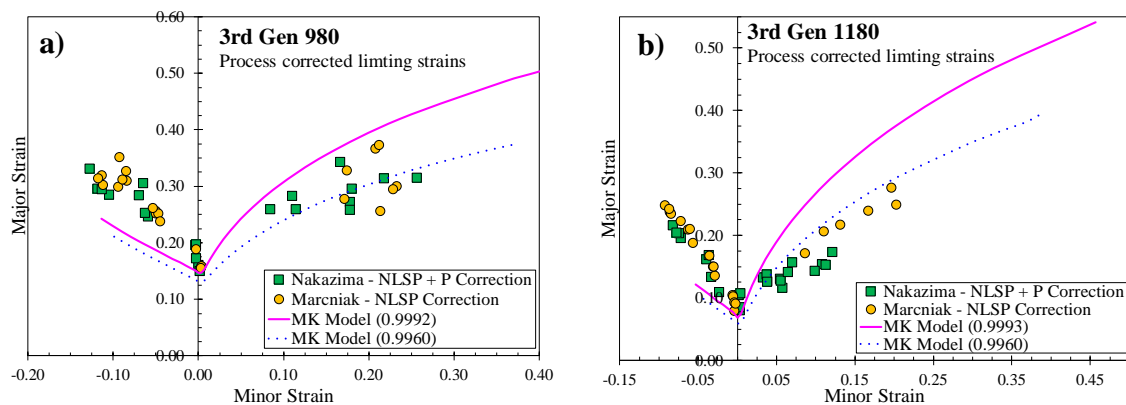 a)
3rd Gen 980
Process corrected limting strains
Major Strain
0.60
0.50
0.40
0.30
0.20
0.10
0.00
-0.20
-0.10
0.00
0.10
0.20
0.30
0.40
Minor Strain
Nakazima - NLSP + P Correction
Marcniak - NLSP Correction
MK Model (0.9992)
MK Model (0.9960)
b)
3rd Gen 1180
Process corrected limting strains
Major Strain
0.50
0.40
0.30
0.20
0.10
0.00
-0.15
-0.05
0.05
0.15
0.25
0.35
0.45
Minor Strain
Nakazima - NLSP + P Correction
Marcniak - NLSP Correction
MK Model (0.9993)
MK Model (0.9960)